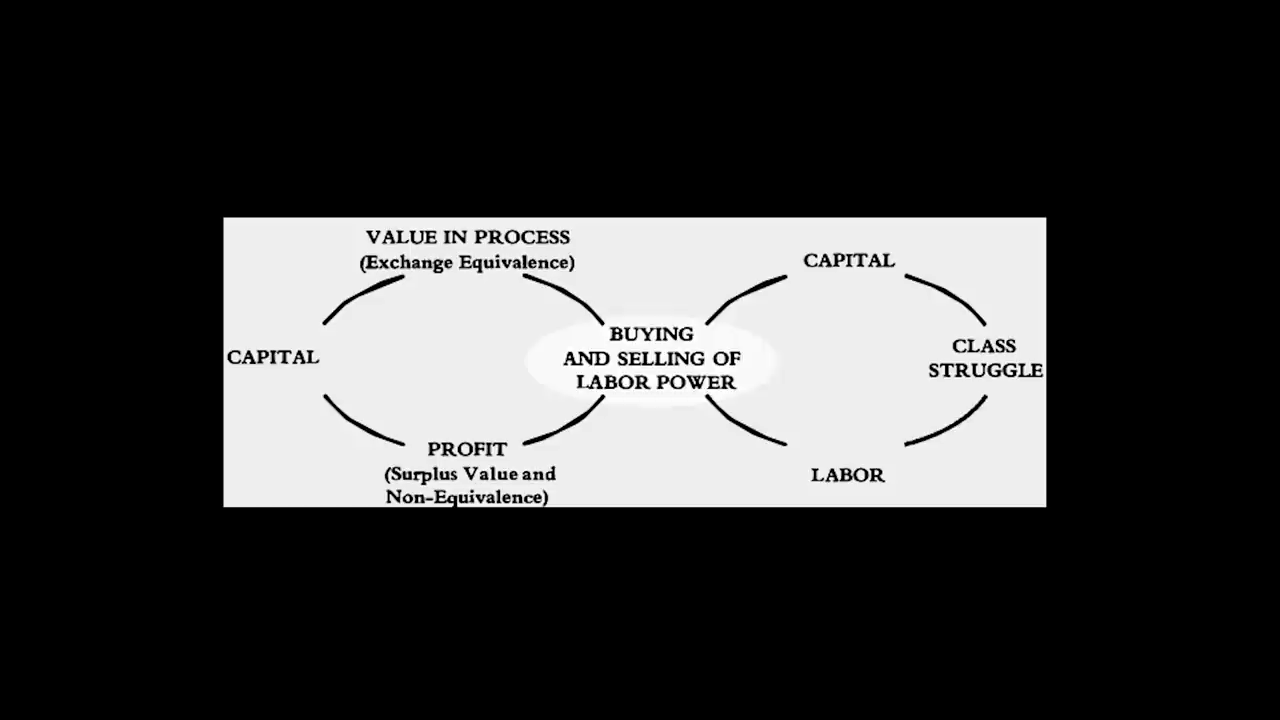 VALUE IN PROCESS
(Exchange Equivalence)
CAPITAL
PROFIT
(Surplus Value and
Non-Equivalence)
BUYING
AND SELLING OF
LABOR POWER
CAPITAL
CLASS
STRUGGLE
LABOR